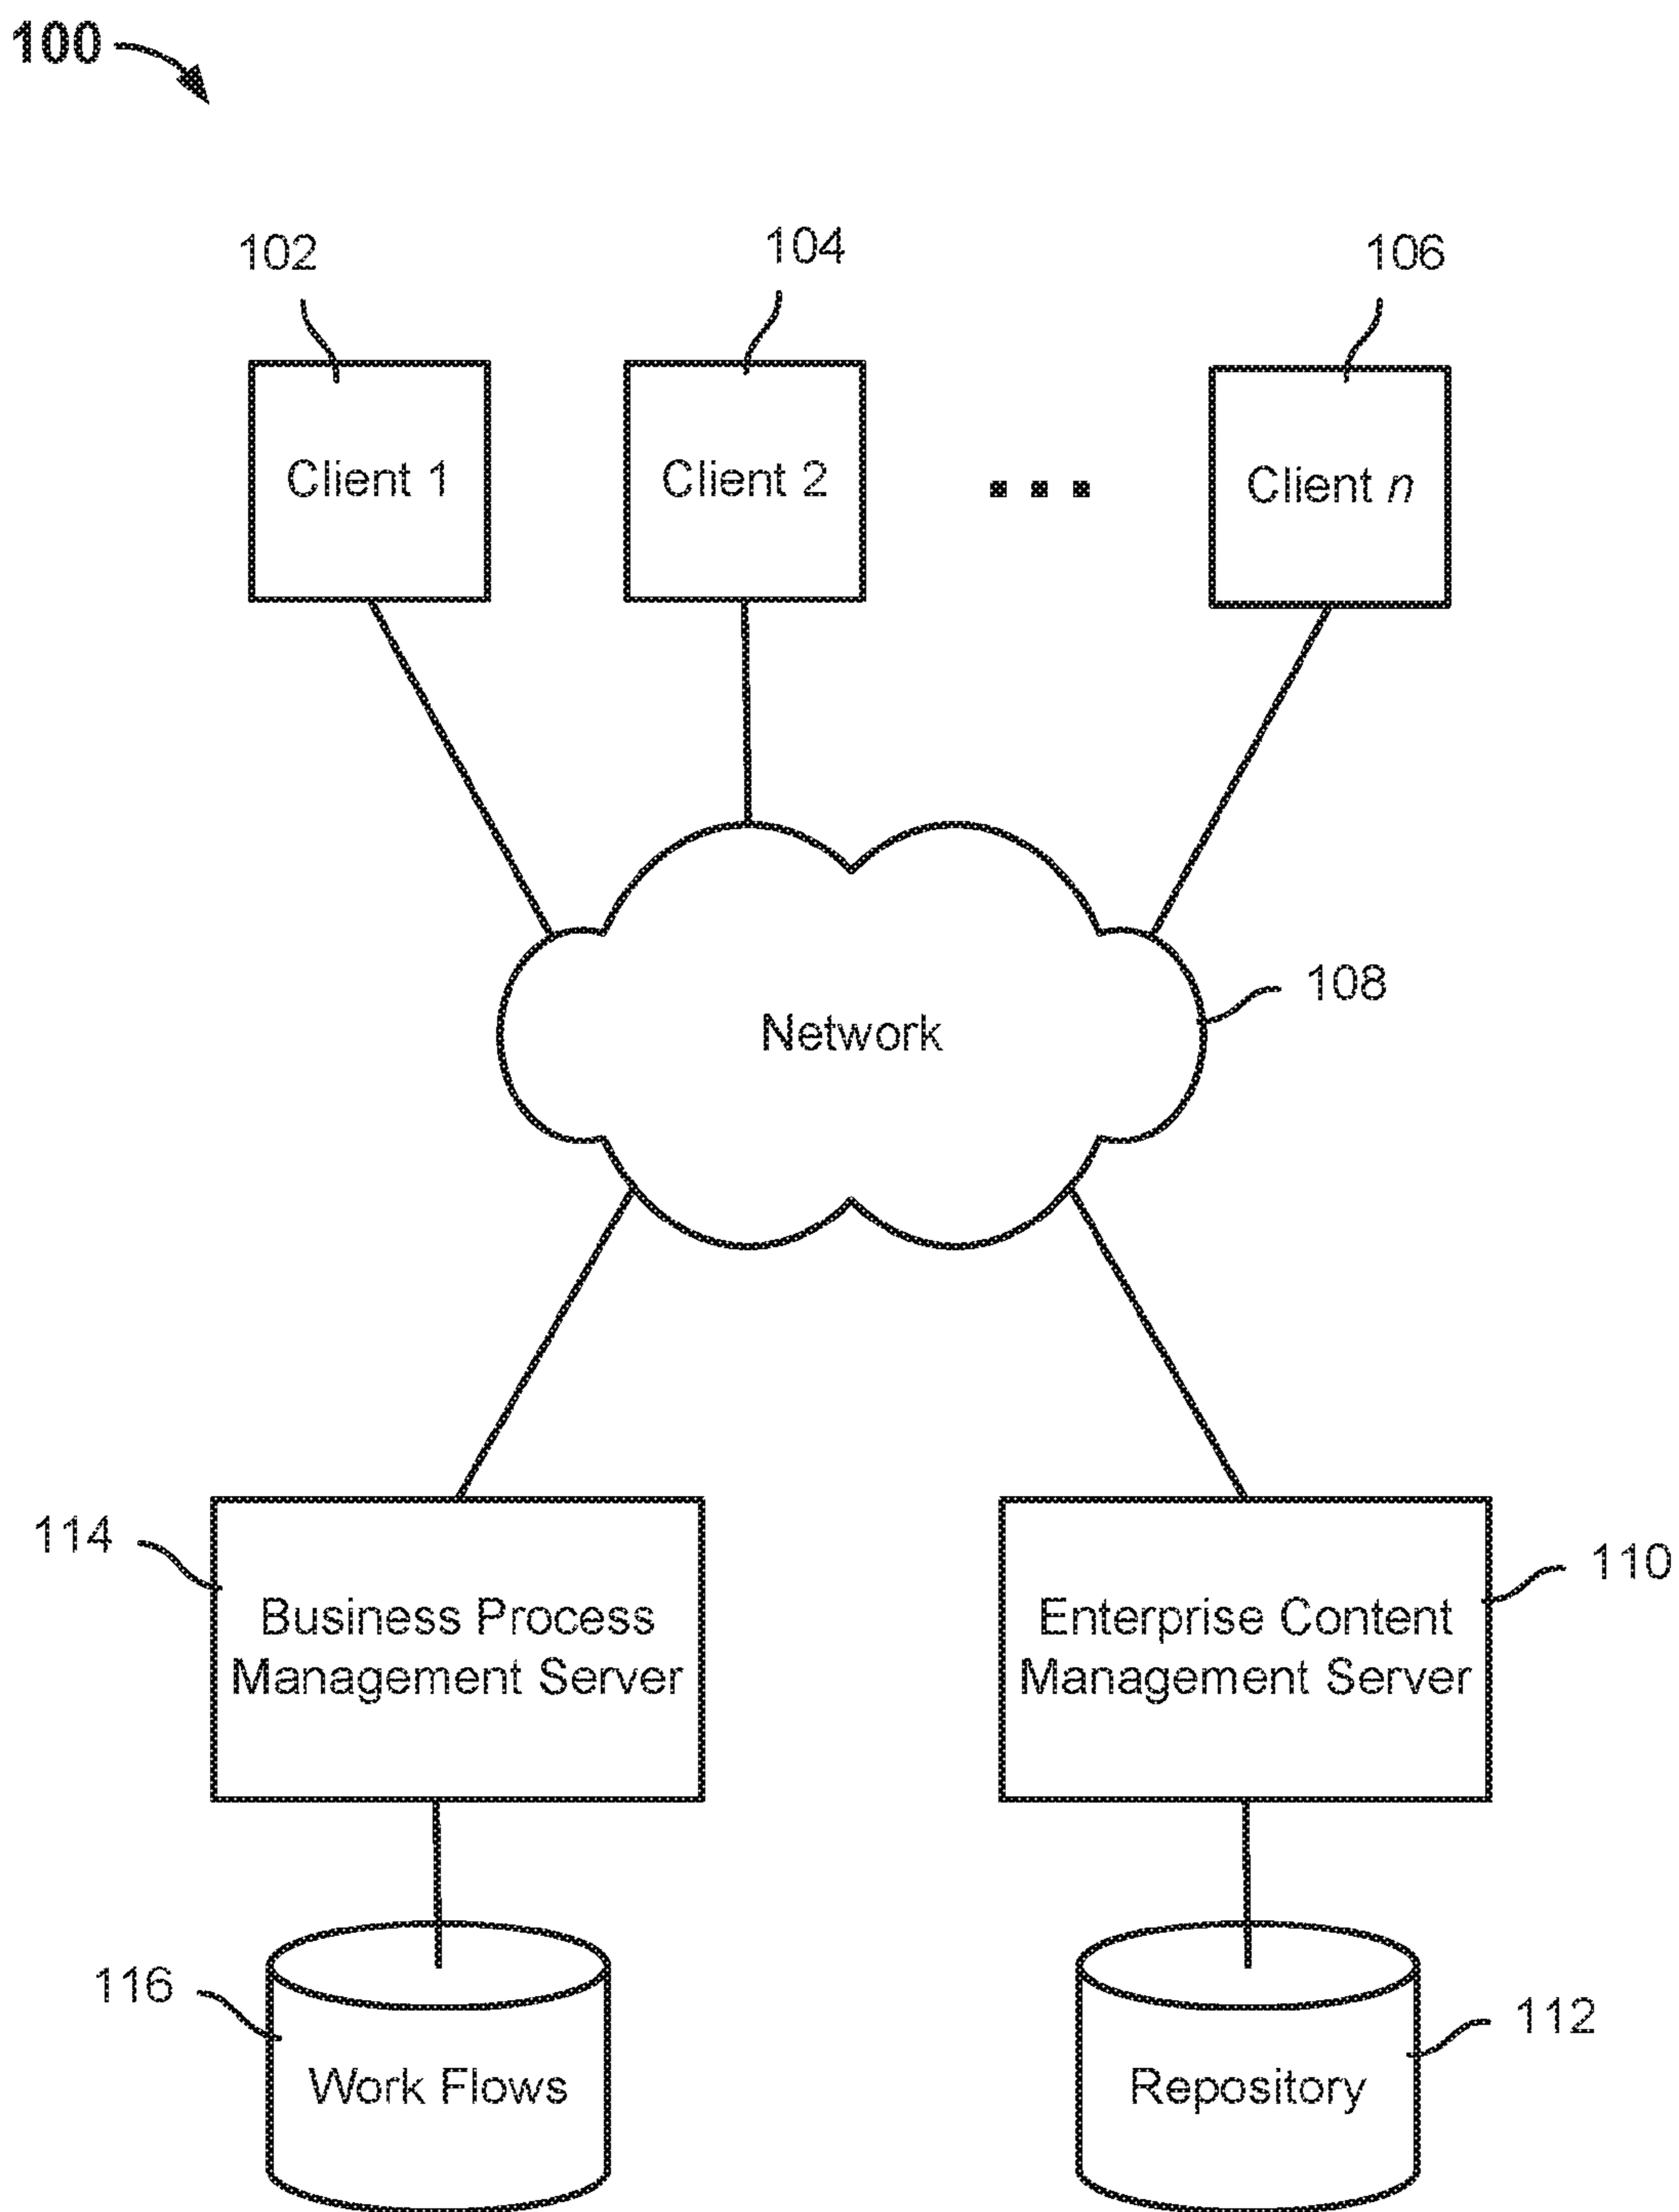 100
102
104
106
Client 1
Client 2
Client n
108
Network
114
110
Business Process
Management Server
Enterprise Content
Management Server
116
112
Work Flows
Repository